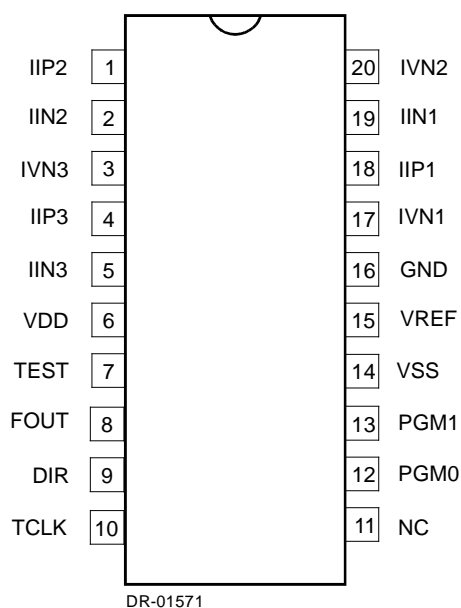 IIP2 1 20 IVN2
IIN2 2 19 IIN1
IVN3 3 18 IIP1
IIP3 4 17 IVN1
IIN3 5 16 GND
VDD 6 15 VREF
TEST 7 14 VSS
FOUT 8 13 PGM1
DIR 9 12 PGM0
TCLK 10 11 NC
DR-01571